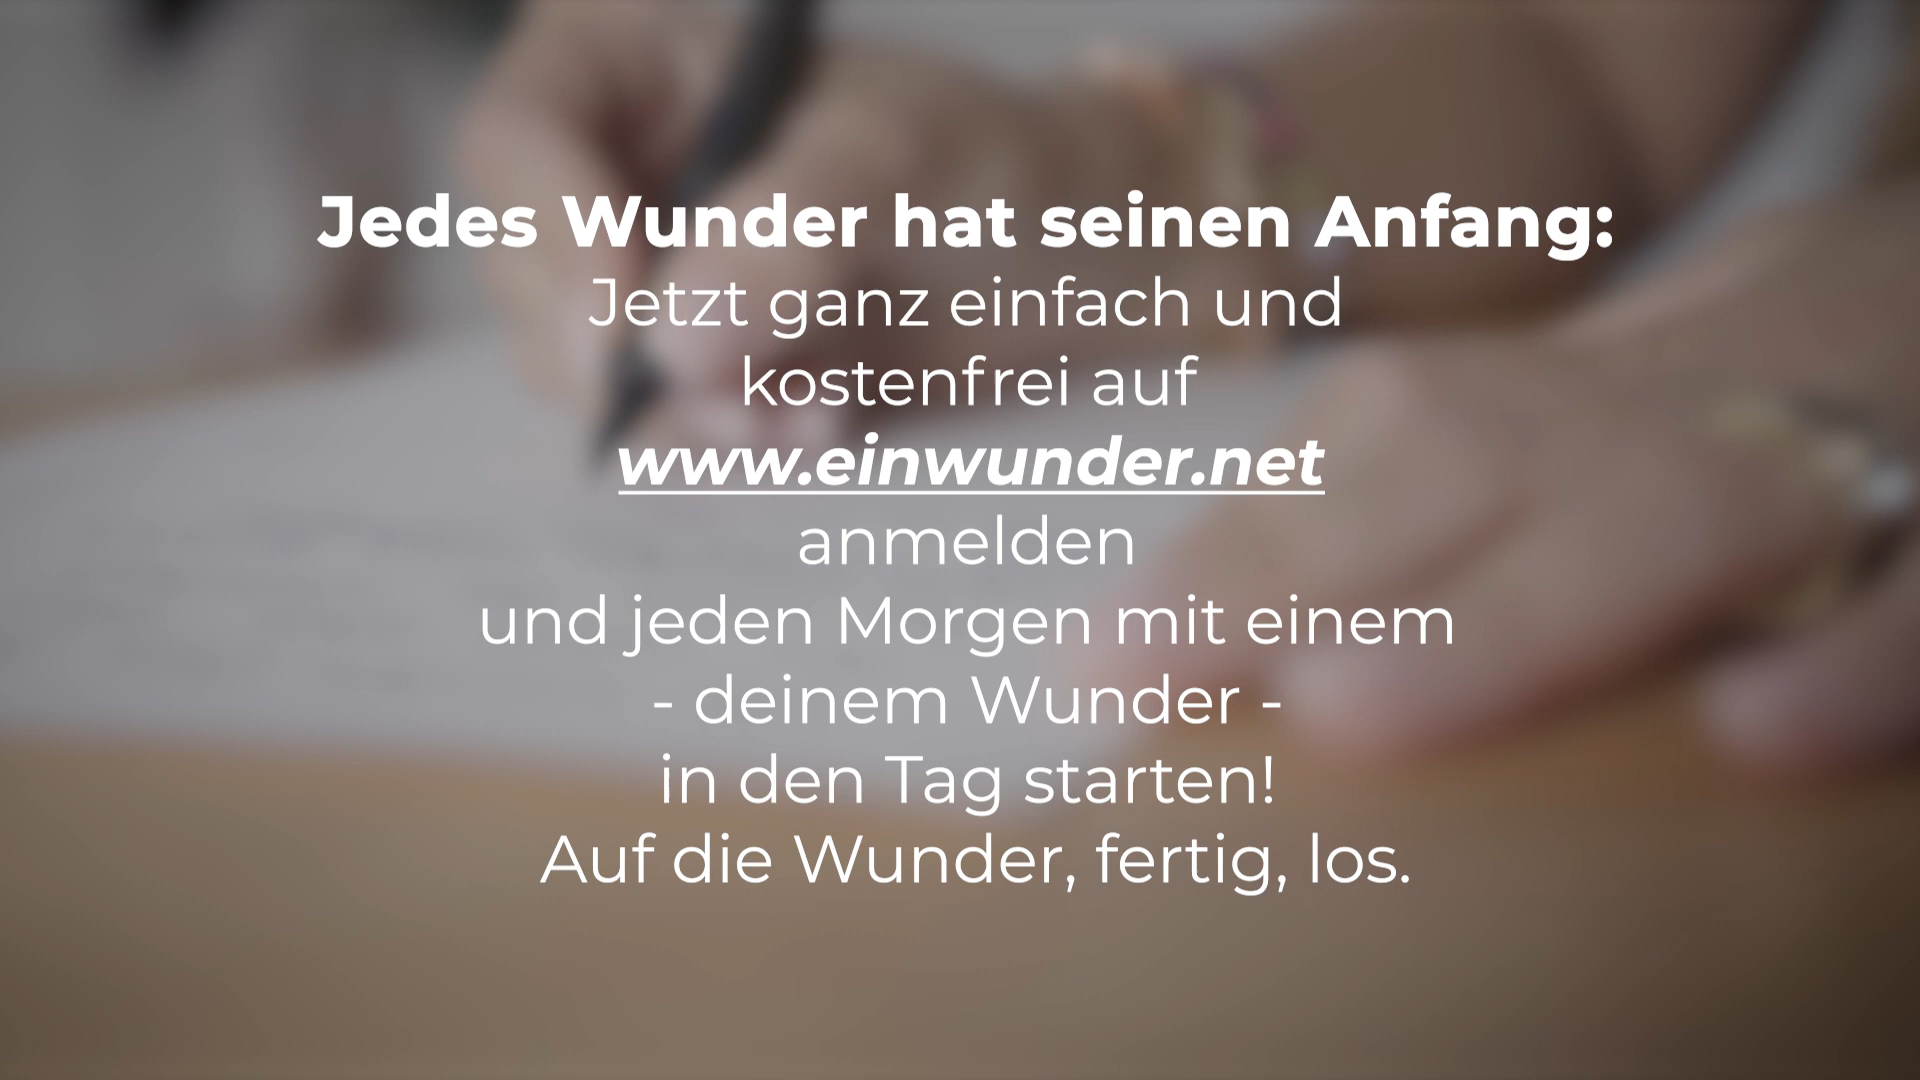 Jedes Wunder hat seinen Anfang:
Jetzt ganz einfach und
kostenfrei auf
www.einwunder.net
anmelden
und jeden Morgen mit einem
- deinem Wunder -
in den Tag starten!
Auf die Wunder, fertig, los.